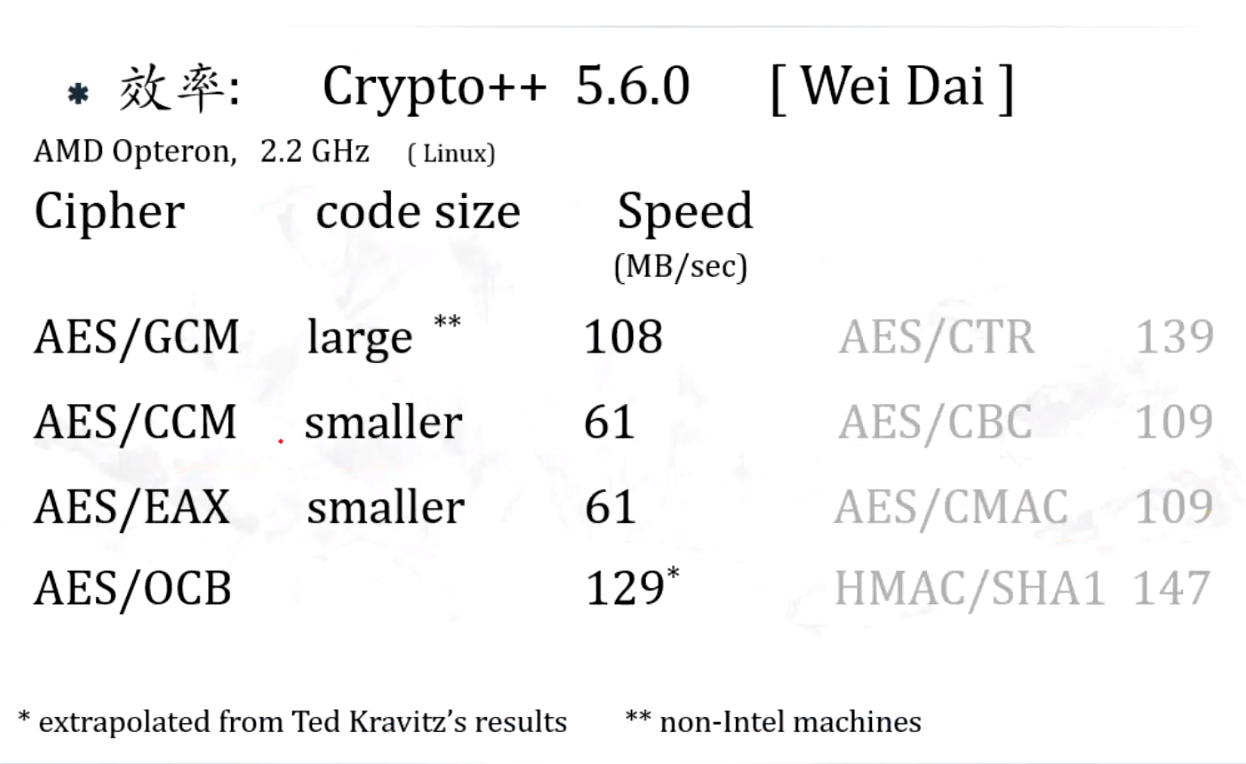 * 效率: Crypto++ 5.6.0 [ Wei Dai ]
AMD Opteron, 2.2 GHz ( Linux)
Cipher code size Speed
(MB/sec)
AES/GCM large ** 108 AES/CTR 139
AES/CCM smaller 61 AES/CBC 109
AES/EAX smaller 61 AES/CMAC 109
AES/OCB 129* HMAC/SHA1 147
* extrapolated from Ted Kravitz’s results ** non-Intel machines